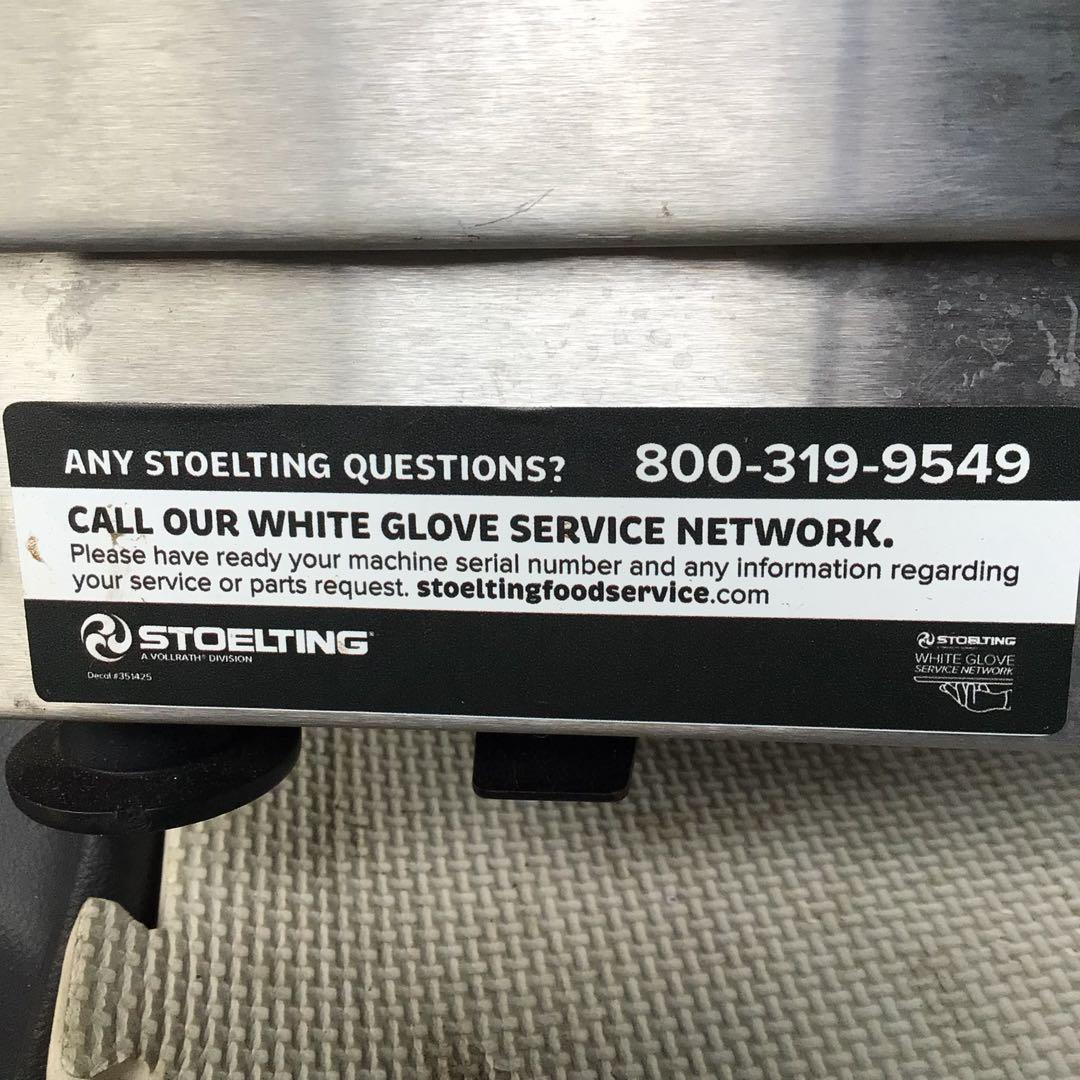 ANY STOELTING QUESTIONS? 800-319-9549
CALL OUR WHITE GLOVE SERVICE NETWORK.
Please have ready your machine serial number and any information regarding
your service or parts request. stoeltingfoodservice.com
STOELTING
A VOLLRATH® DIVISION
Decal #351425
STOELTING
WHITE GLOVE
SERVICE NETWORK